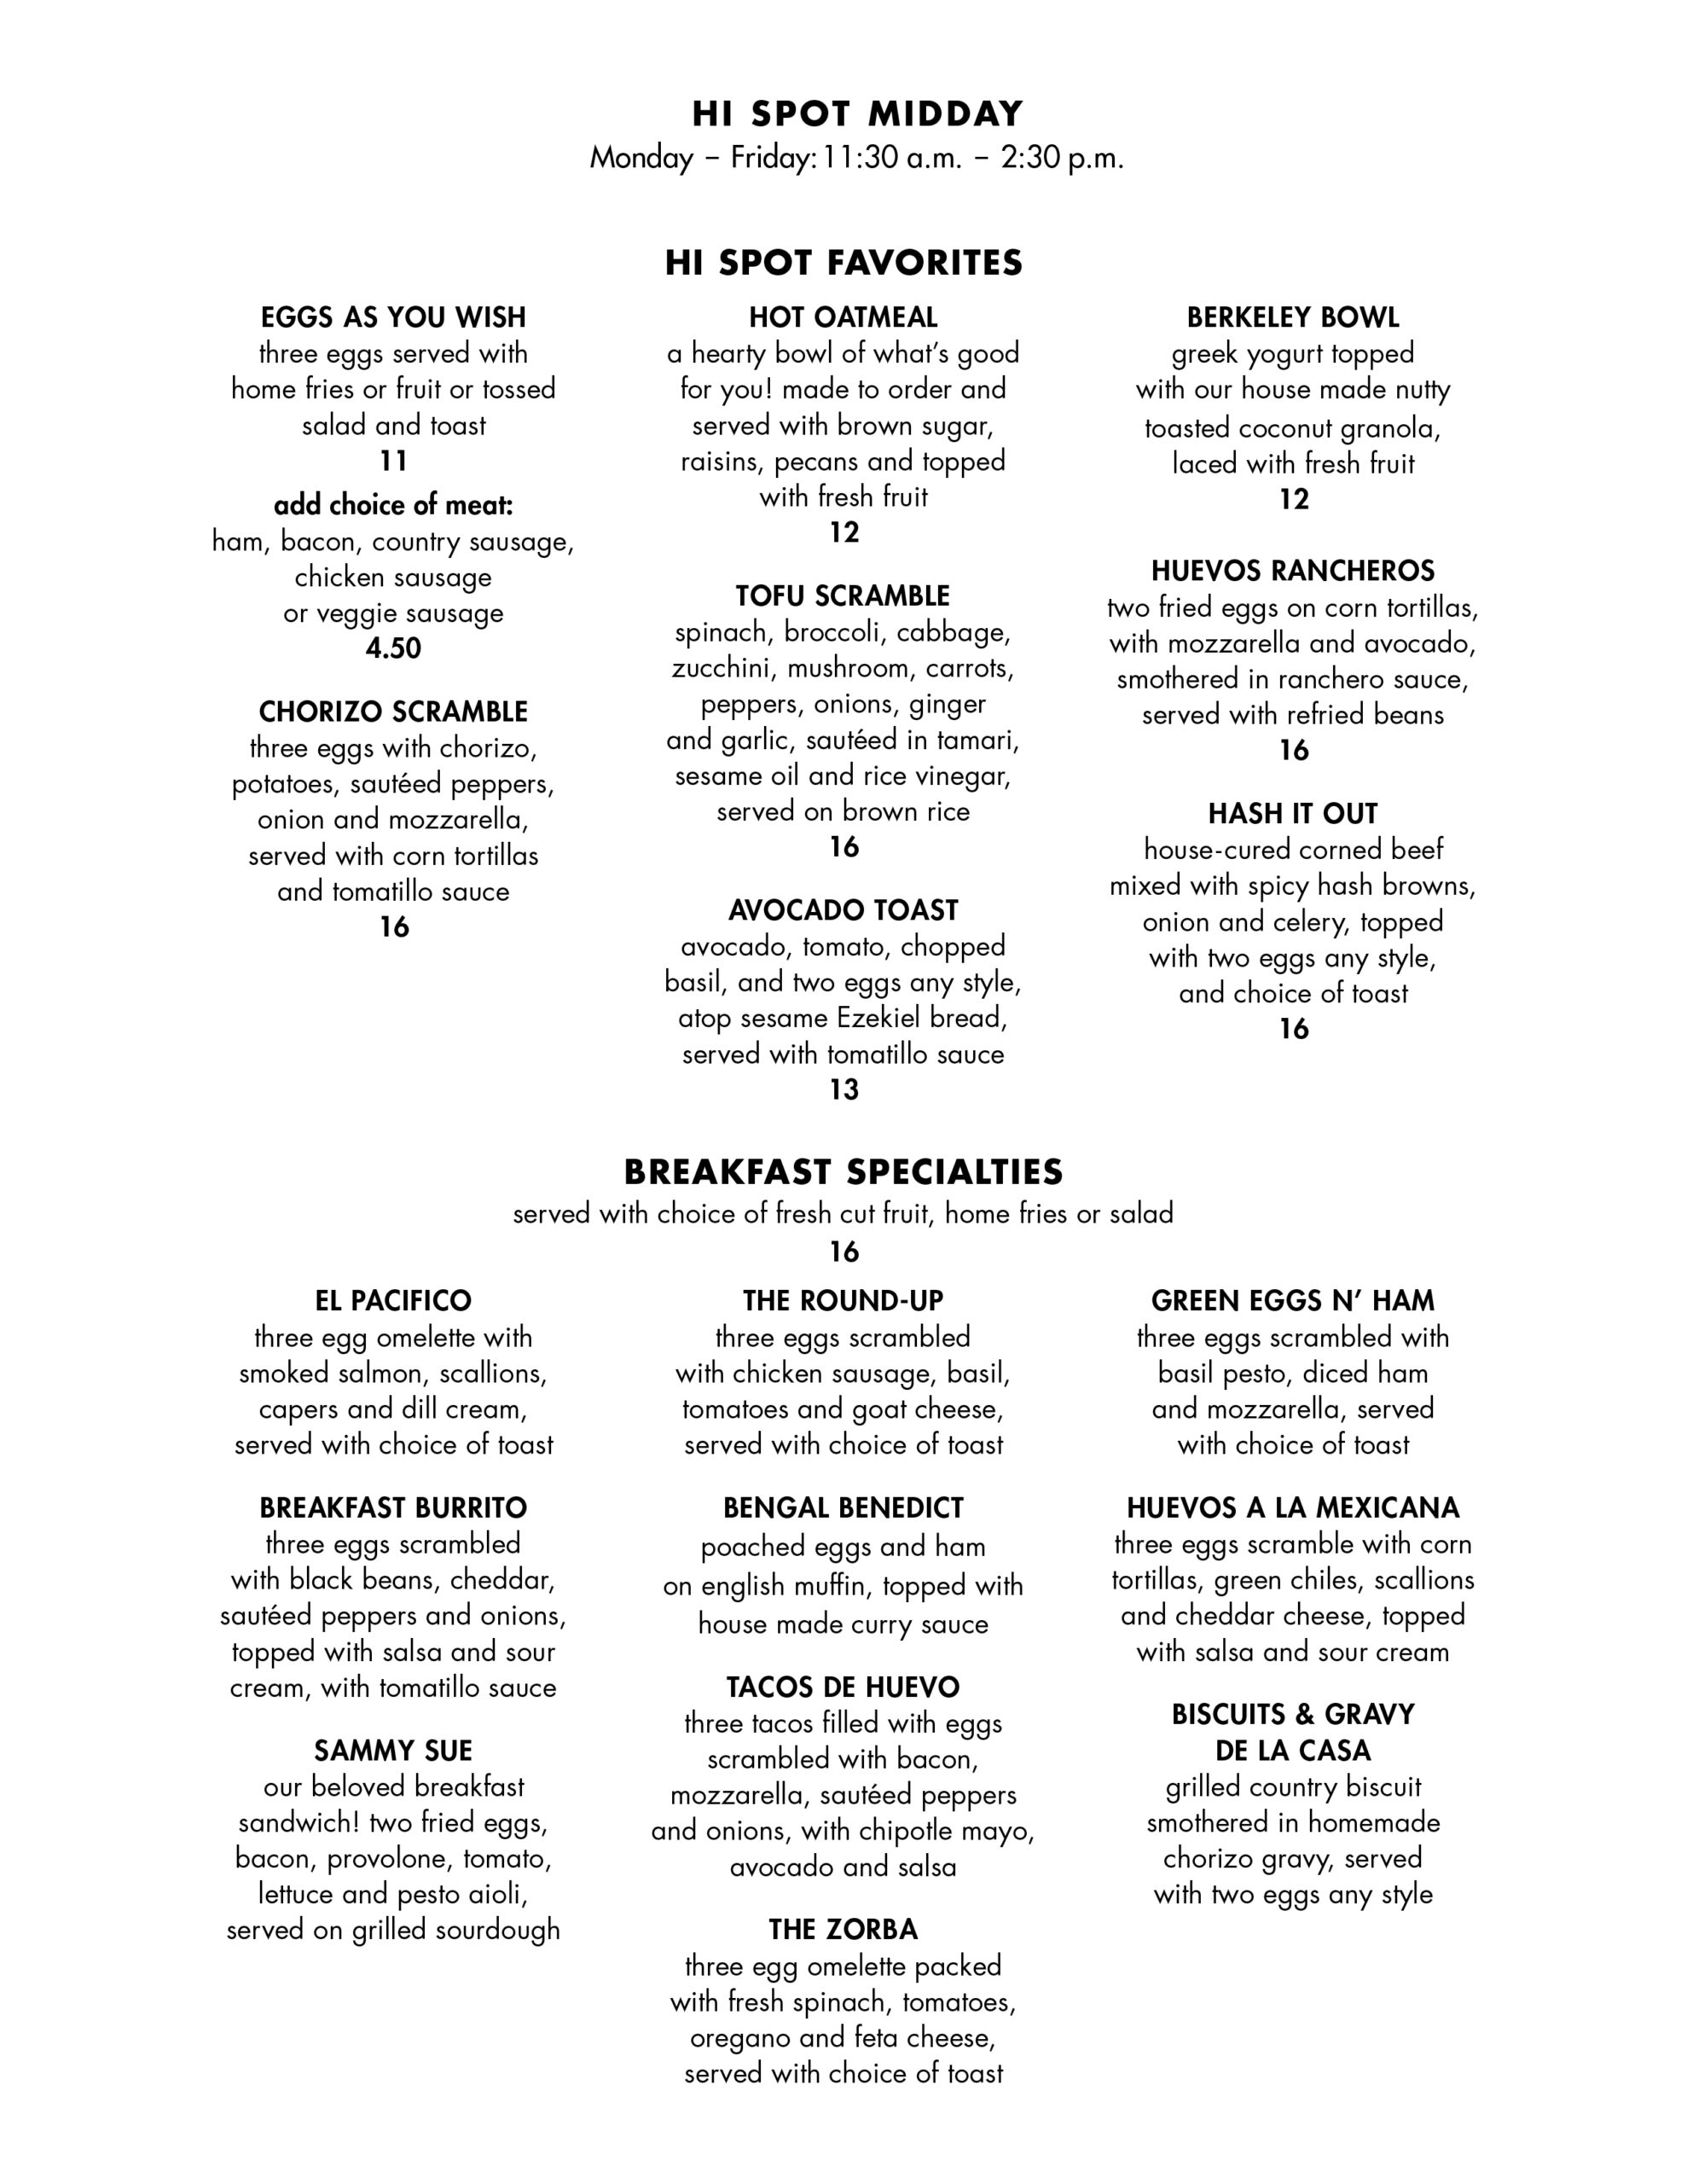 HI SPOT MIDDAY
Monday – Friday: 11:30 a.m. – 2:30 p.m.
HI SPOT FAVORITES
EGGS AS YOU WISH
three eggs served with
home fries or fruit or tossed
salad and toast
11
add choice of meat:
ham, bacon, country sausage,
chicken sausage
or veggie sausage
4.50
CHORIZO SCRAMBLE
three eggs with chorizo,
potatoes, sautéed peppers,
onion and mozzarella,
served with corn tortillas
and tomatillo sauce
16
HOT OATMEAL
a hearty bowl of what’s good
for you! made to order and
served with brown sugar,
raisins, pecans and topped
with fresh fruit
12
TOFU SCRAMBLE
spinach, broccoli, cabbage,
zucchini, mushroom, carrots,
peppers, onions, ginger
and garlic, sautéed in tamari,
sesame oil and rice vinegar,
served on brown rice
16
AVOCADO TOAST
avocado, tomato, chopped
basil, and two eggs any style,
atop sesame Ezekiel bread,
served with tomatillo sauce
13
BERKELEY BOWL
greek yogurt topped
with our house made nutty
toasted coconut granola,
laced with fresh fruit
12
HUEVOS RANCHEROS
two fried eggs on corn tortillas,
with mozzarella and avocado,
smothered in ranchero sauce,
served with refried beans
16
HASH IT OUT
house-cured corned beef
mixed with spicy hash browns,
onion and celery, topped
with two eggs any style,
and choice of toast
16
BREAKFAST SPECIALTIES
served with choice of fresh cut fruit, home fries or salad
16
EL PACIFICO
three egg omelette with
smoked salmon, scallions,
capers and dill cream,
served with choice of toast
BREAKFAST BURRITO
three eggs scrambled
with black beans, cheddar,
sautéed peppers and onions,
topped with salsa and sour
cream, with tomatillo sauce
SAMMY SUE
our beloved breakfast
sandwich! two fried eggs,
bacon, provolone, tomato,
lettuce and pesto aioli,
served on grilled sourdough
THE ROUND-UP
three eggs scrambled
with chicken sausage, basil,
tomatoes and goat cheese,
served with choice of toast
BENGAL BENEDICT
poached eggs and ham
on english muffin, topped with
house made curry sauce
TACOS DE HUEVO
three tacos filled with eggs
scrambled with bacon,
mozzarella, sautéed peppers
and onions, with chipotle mayo,
avocado and salsa
THE ZORBA
three egg omelette packed
with fresh spinach, tomatoes,
oregano and feta cheese,
served with choice of toast
GREEN EGGS N’ HAM
three eggs scrambled with
basil pesto, diced ham
and mozzarella, served
with choice of toast
HUEVOS A LA MEXICANA
three eggs scramble with corn
tortillas, green chiles, scallions
and cheddar cheese, topped
with salsa and sour cream
BISCUITS & GRAVY
DE LA CASA
grilled country biscuit
smothered in homemade
chorizo gravy, served
with two eggs any style